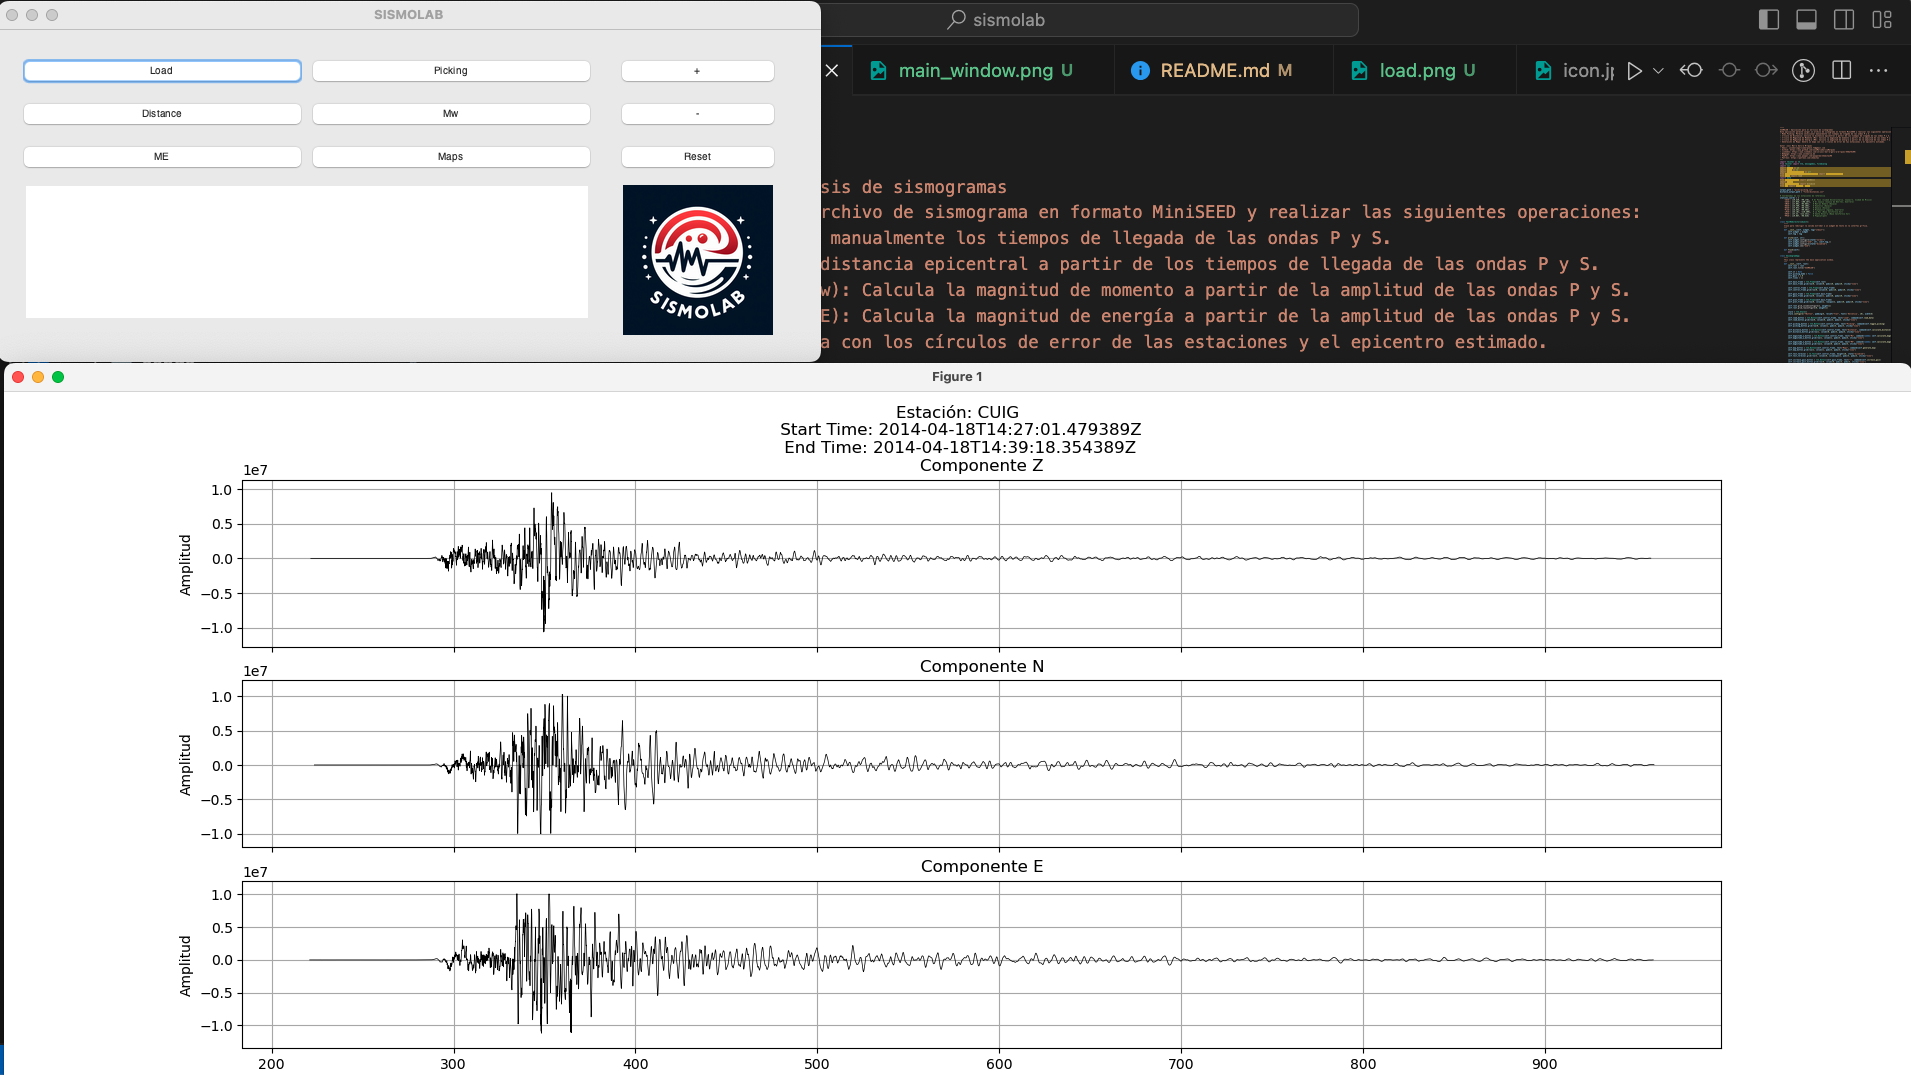 SISMOLAB
Load
Picking
+
Distance
Mw
-
ME
Maps
Reset
SISMOLAB
sismolab
main_window.png U
README.md M
load.png U
icon.jp
sis de sismogramas
rchivo de sismograma en formato MiniSEED y realizar las siguientes operaciones:
manualmente los tiempos de llegada de las ondas P y S.
distancia epicentral a partir de los tiempos de llegada de las ondas P y S.
w): Calcula la magnitud de momento a partir de la amplitud de las ondas P y S.
E): Calcula la magnitud de energía a partir de la amplitud de las ondas P y S.
a con los círculos de error de las estaciones y el epicentro estimado.
Figure 1
Estación: CUIG
Start Time: 2014-04-18T14:27:01.479389Z
End Time: 2014-04-18T14:39:18.354389Z
Componente Z
1e7
1.0
0.5
0.0
−0.5
−1.0
Amplitud
Componente N
1e7
1.0
0.5
0.0
−0.5
−1.0
Amplitud
Componente E
1e7
1.0
0.5
0.0
−0.5
−1.0
Amplitud
200 300 400 500 600 700 800 900